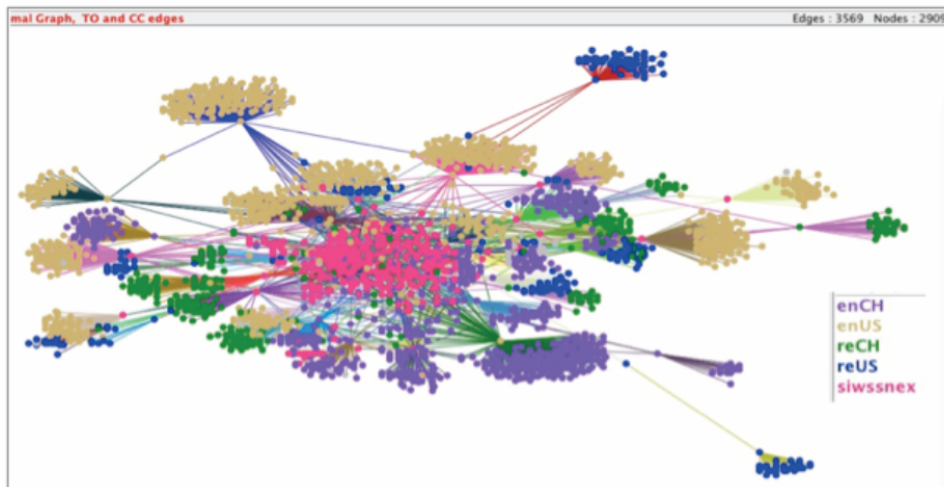 mal Graph, TO and CC edges
Edges : 3569 Nodes : 2909
enCH
enUS
reCH
reUS
siwssnex